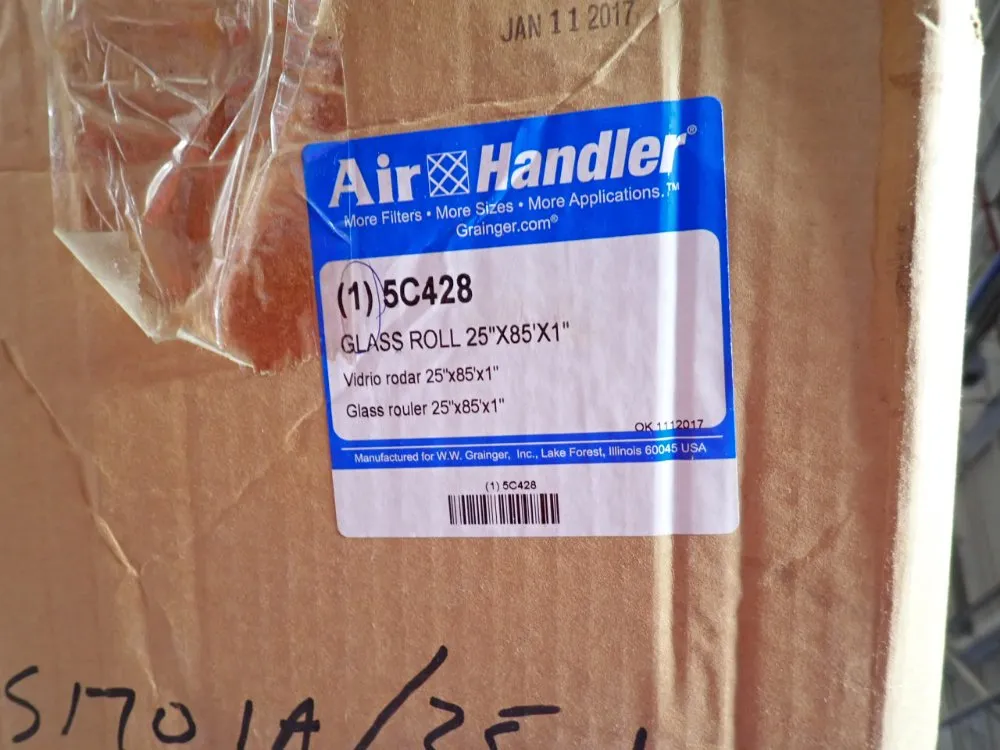 JAN 11 2017
Air Handler®
More Filters • More Sizes • More Applications.™
Grainger.com®
(1) 5C428
GLASS ROLL 25"X85'X1"
Vidrio rodar 25"x85'x1"
Glass rouler 25"x85'x1"
OK 1112017
Manufactured for W.W. Grainger, Inc., Lake Forest, Illinois 60045 USA
(1) 5C428
S1701A/25